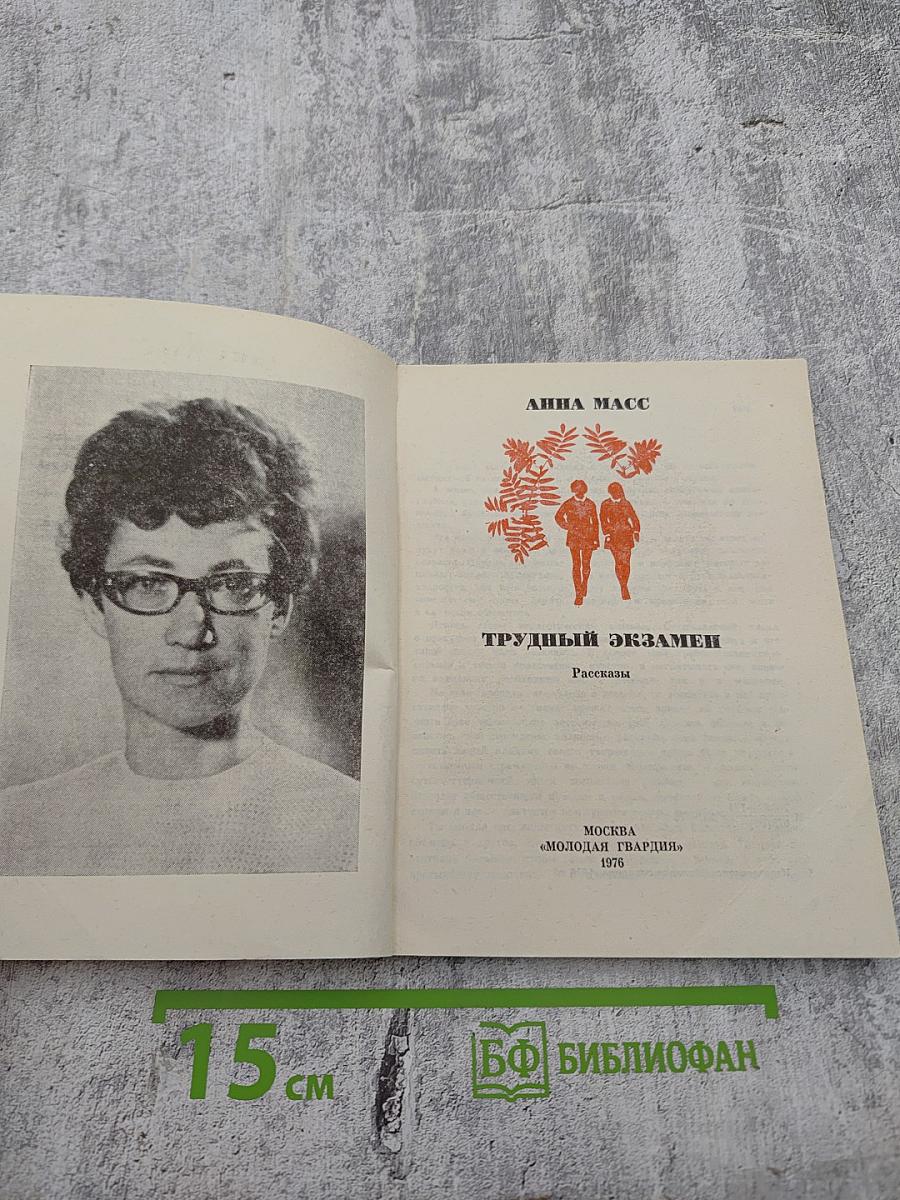 АННА МАСС
ТРУДНЫЙ ЭКЗАМЕН
Рассказы
МОСКВА
«МОЛОДАЯ ГВАРДИЯ»
1976
15 см
БФ БИБЛИОФАН